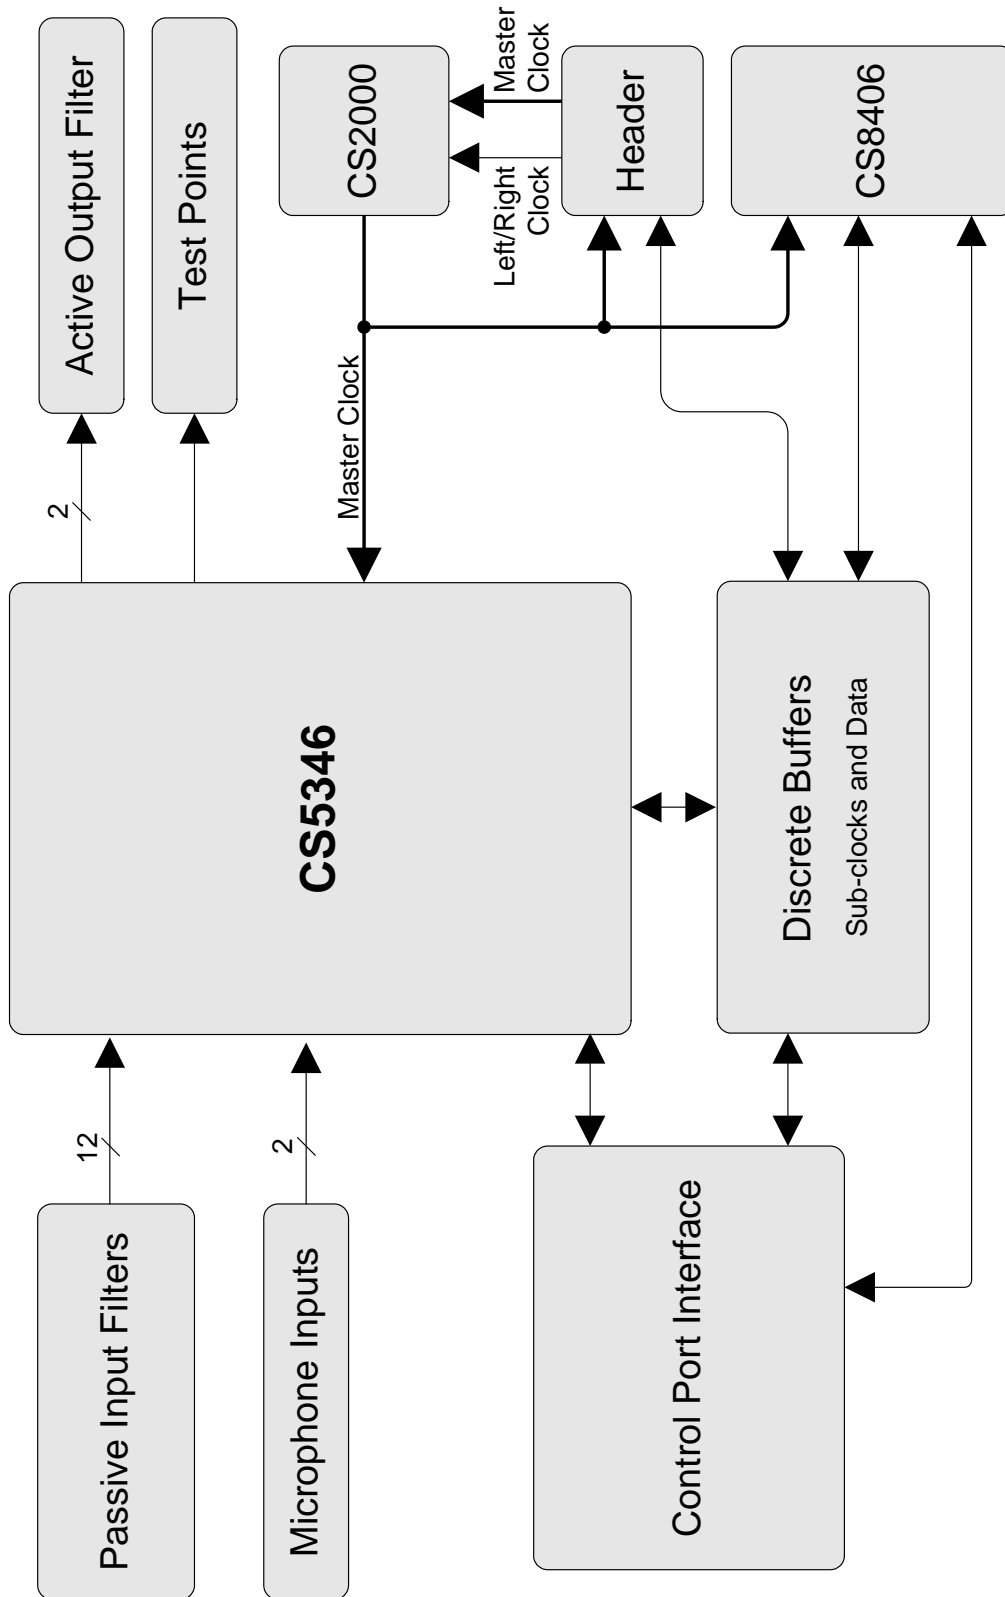 Passive Input Filters
12
Microphone Inputs
2
CS5346
2
Active Output Filter
Test Points
Master Clock
CS2000
Master
Clock
Left/Right
Clock
Header
CS8406
Discrete Buffers
Sub-clocks and Data
Control Port Interface